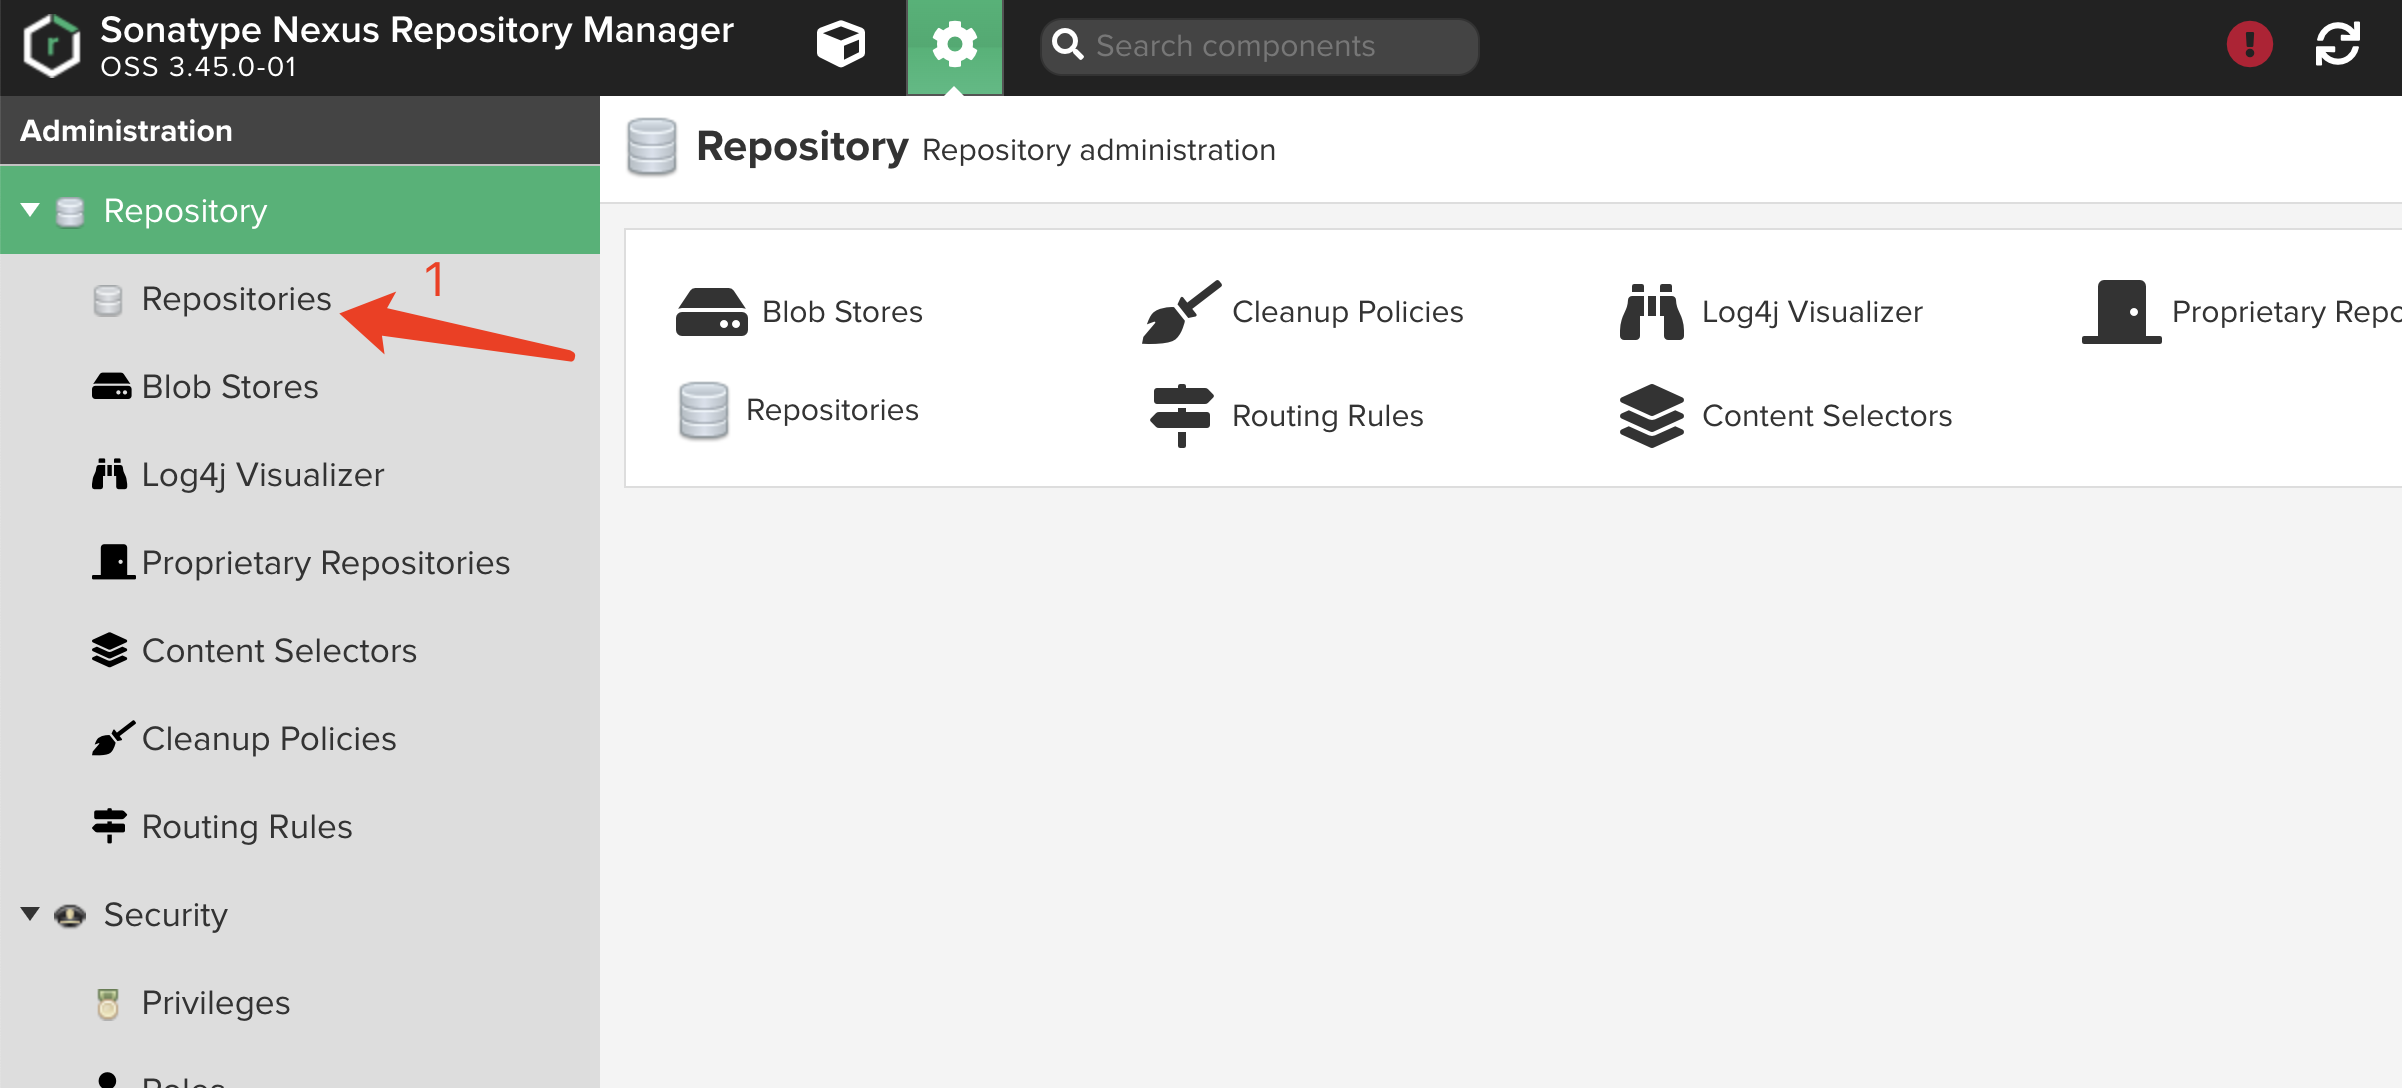 Sonatype Nexus Repository Manager
OSS 3.45.0-01
Search components
Administration
Repository
Repositories
1
Blob Stores
Log4j Visualizer
Proprietary Repositories
Content Selectors
Cleanup Policies
Routing Rules
Security
Privileges
Roles
Repository Repository administration
Blob Stores
Cleanup Policies
Log4j Visualizer
Proprietary Repo
Repositories
Routing Rules
Content Selectors